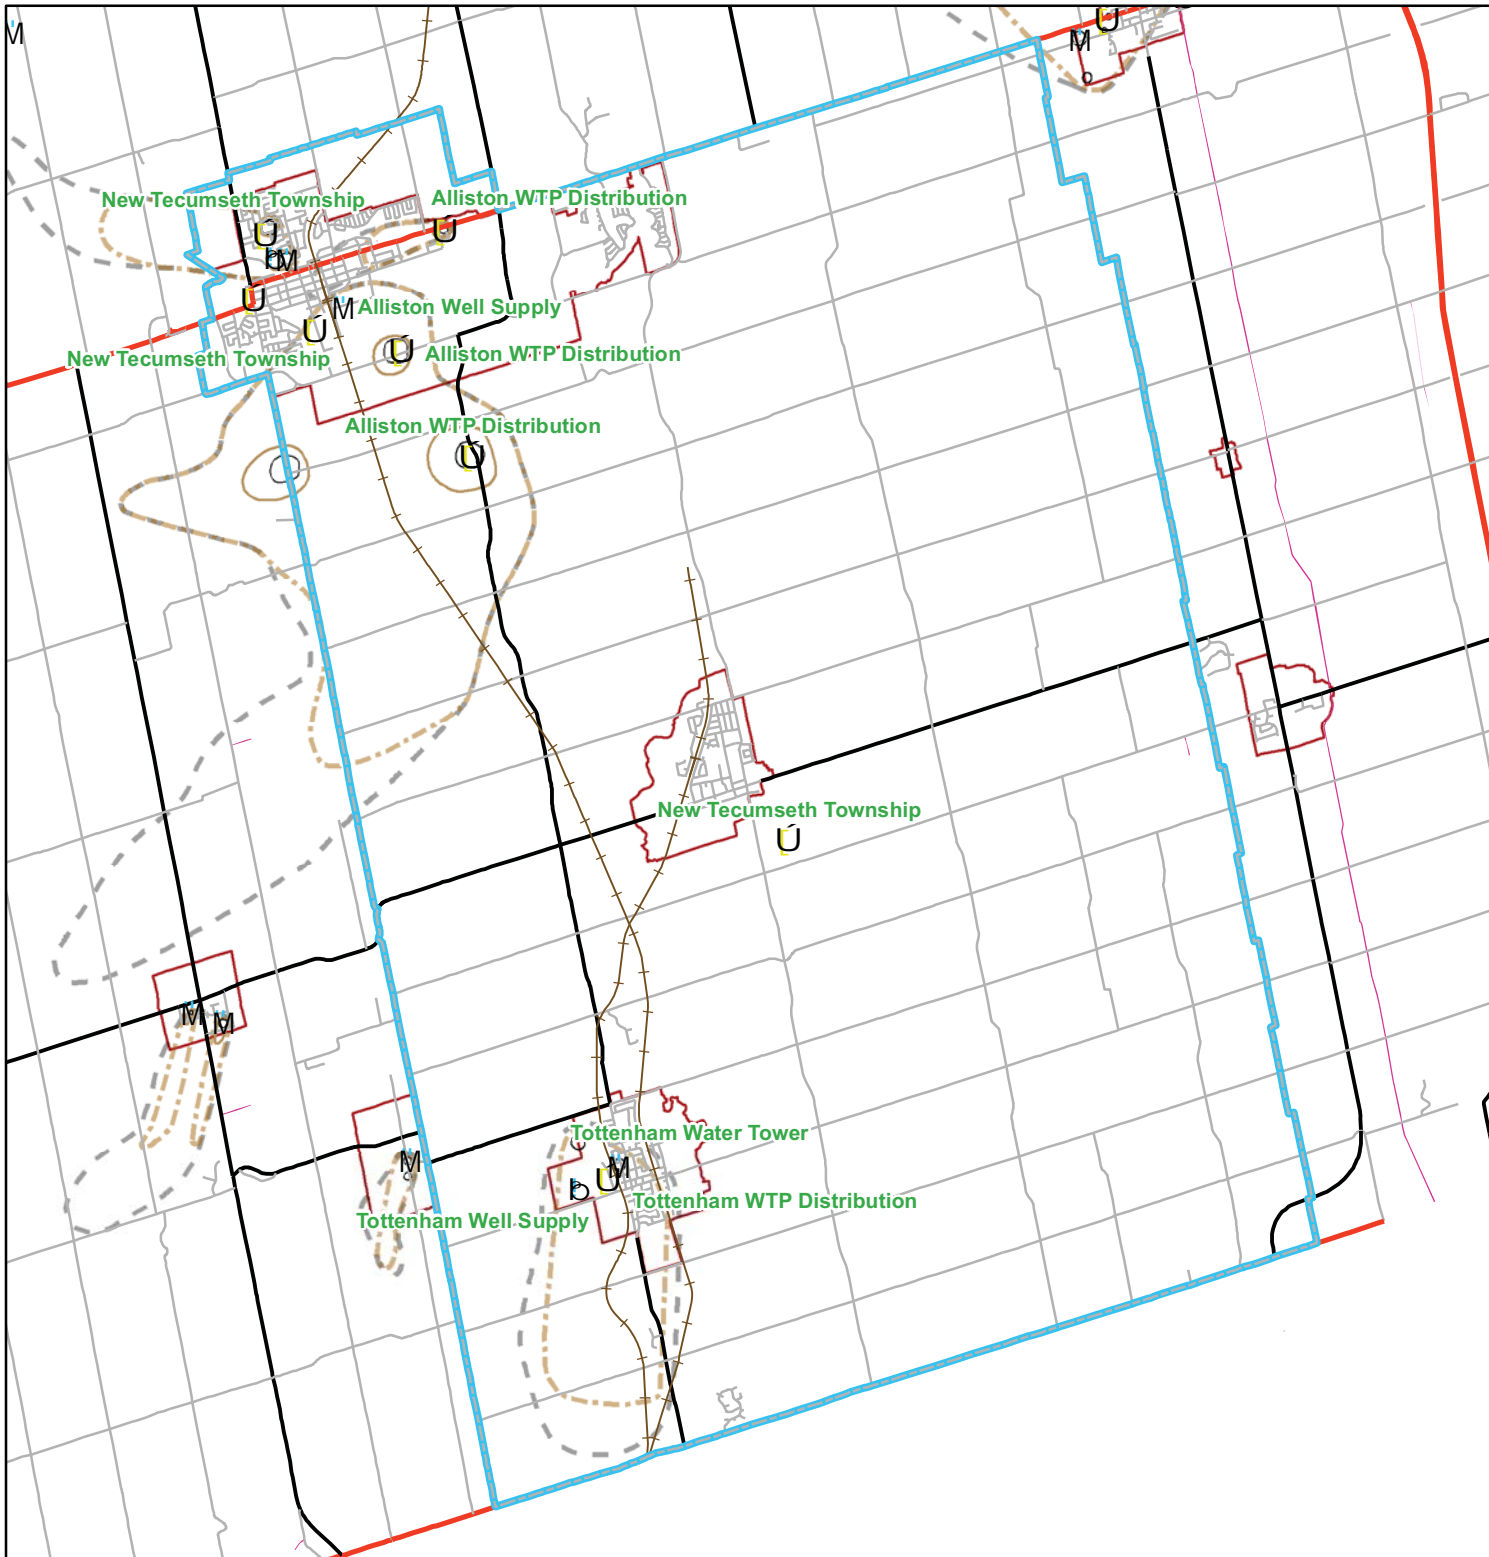 M
U
M
New Tecumseth Township
Alliston WTP Distribution
U
U
b
M
U
M
Alliston Well Supply
U
New Tecumseth Township
U
Alliston WTP Distribution
Alliston WTP Distribution
U
New Tecumseth Township
U
M
M
Tottenham Water Tower
M
M
U
b
Tottenham WTP Distribution
Tottenham Well Supply